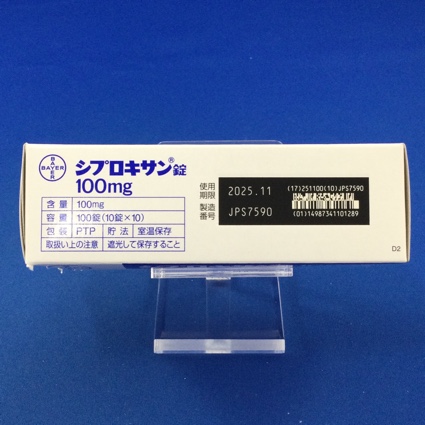 BAYER
BAYER
シプロキサン®錠
100mg
含量 100mg
容量 100錠(10錠×10)
包装 PTP 貯法 室温保存
取扱い上の注意 遮光して保存すること
使用期限 2025.11
製造番号 JPS7590
(17)251100(10)JPS7590
(01)14987341101289
D2